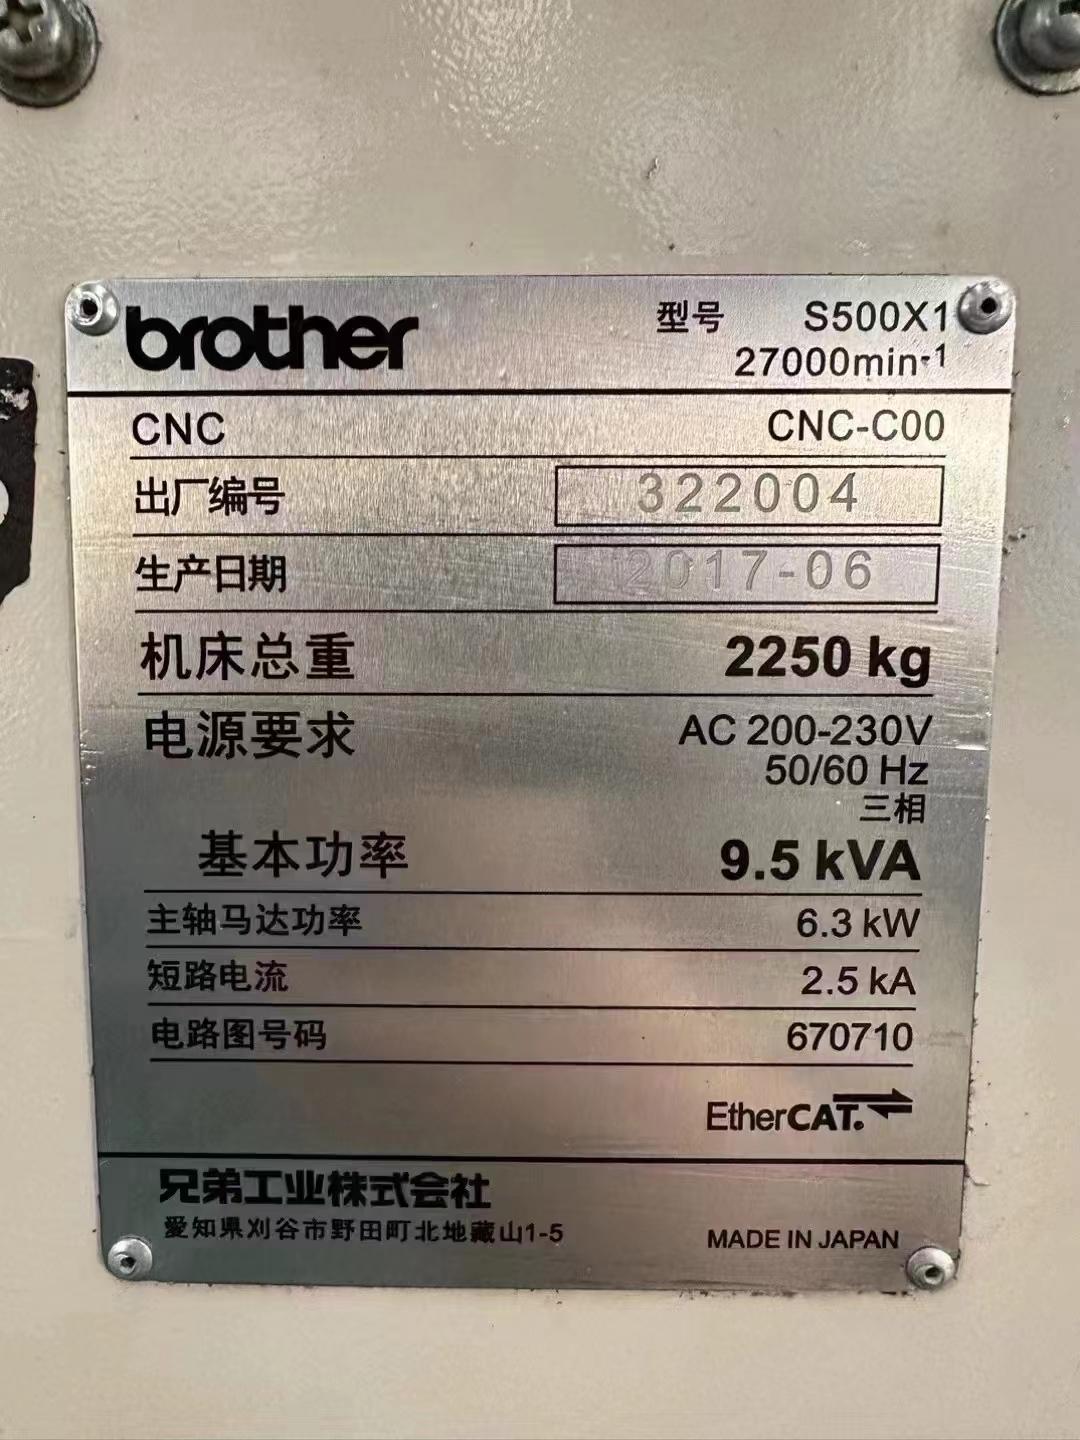 brother 型号 S500X1
27000min-1
CNC CNC-C00
出厂编号 322004
生产日期 2017-06
机床总重 2250 kg
电源要求 AC 200-230V
50/60 Hz
三相
基本功率 9.5 kVA
主轴马达功率 6.3 kW
短路电流 2.5 kA
电路图号码 670710
EtherCAT.
兄弟工业株式会社
愛知県刈谷市野田町北地蔵山1-5
MADE IN JAPAN